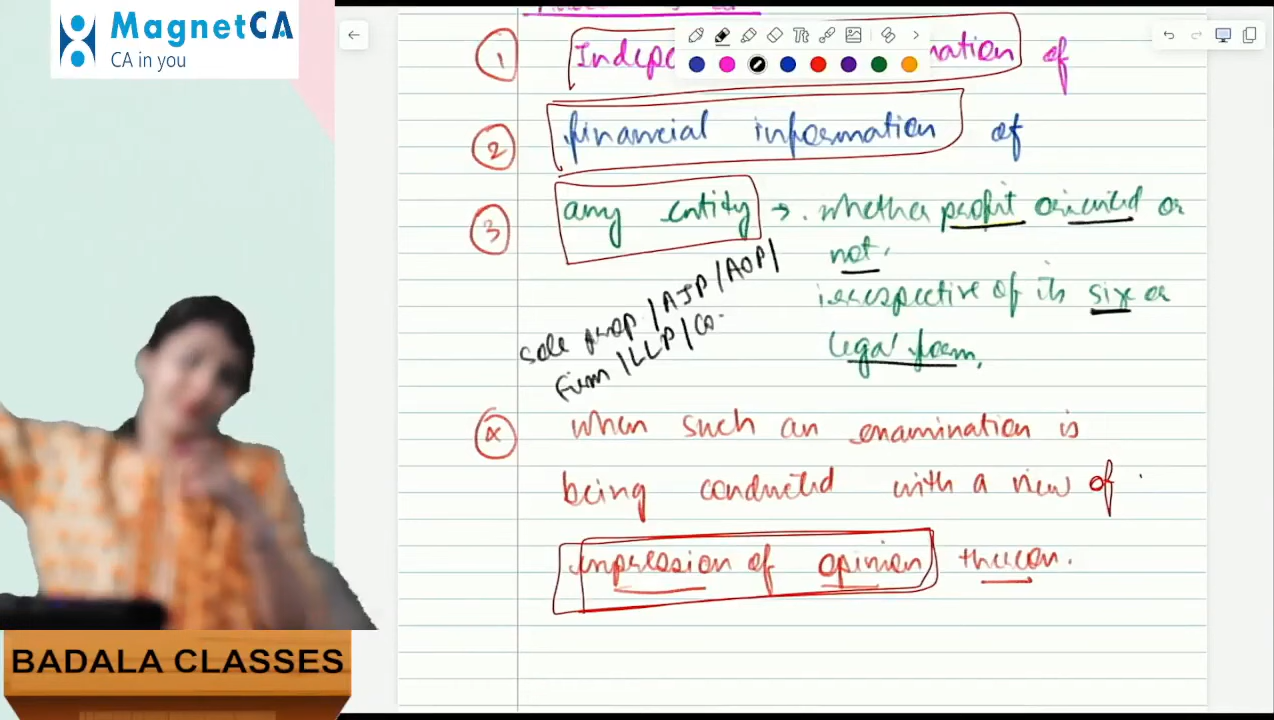 MagnetCA
CA in you
1 Indepe nation of
2 financial information of
3 any entity → whether profit oriented or
not.
irrespective of its size or
legal form.
sole prop / AJP / AOP /
Firm / LLP / Co.
when such an examination is
being conducted with a view of
expression of opinion thereon.
BADALA CLASSES